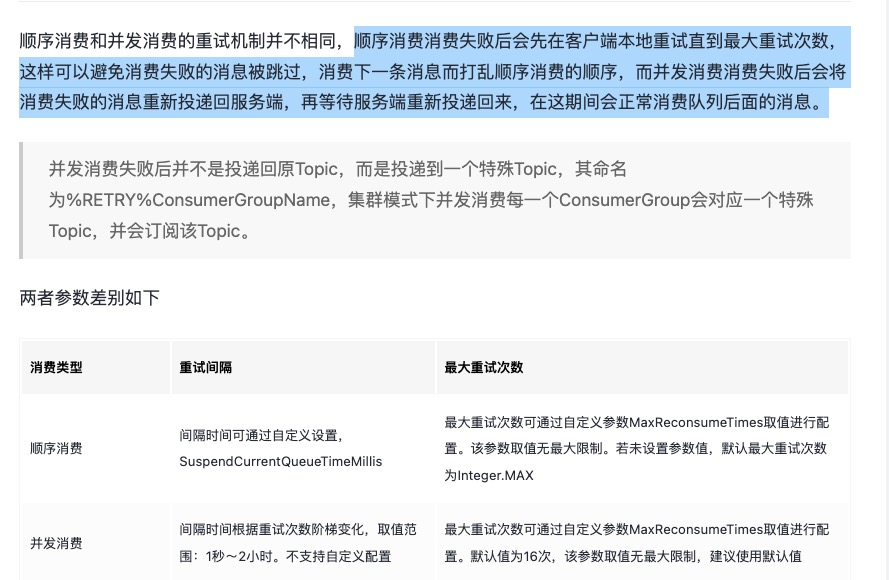 顺序消费和并发消费的重试机制并不相同，顺序消费消费失败后会先在客户端本地重试直到最大重试次数，
这样可以避免消费失败的消息被跳过，消费下一条消息而打乱顺序消费的顺序，而并发消费消费失败后会将
消费失败的消息重新投递回服务端，再等待服务端重新投递回来，在这期间会正常消费队列后面的消息。
并发消费失败后并不是投递回原Topic，而是投递到一个特殊Topic，其命名
为%RETRY%ConsumerGroupName，集群模式下并发消费每一个ConsumerGroup会对应一个特殊
Topic，并会订阅该Topic。
两者参数差别如下
消费类型 重试间隔 最大重试次数
顺序消费
间隔时间可通过自定义设置，
SuspendCurrentQueueTimeMillis
最大重试次数可通过自定义参数MaxReconsumeTimes取值进行配
置。该参数取值无最大限制。若未设置参数值，默认最大重试次数
为Integer.MAX
并发消费
间隔时间根据重试次数阶梯变化，取值范
围：1秒～2小时。不支持自定义配置
最大重试次数可通过自定义参数MaxReconsumeTimes取值进行配
置。默认值为16次，该参数取值无最大限制，建议使用默认值